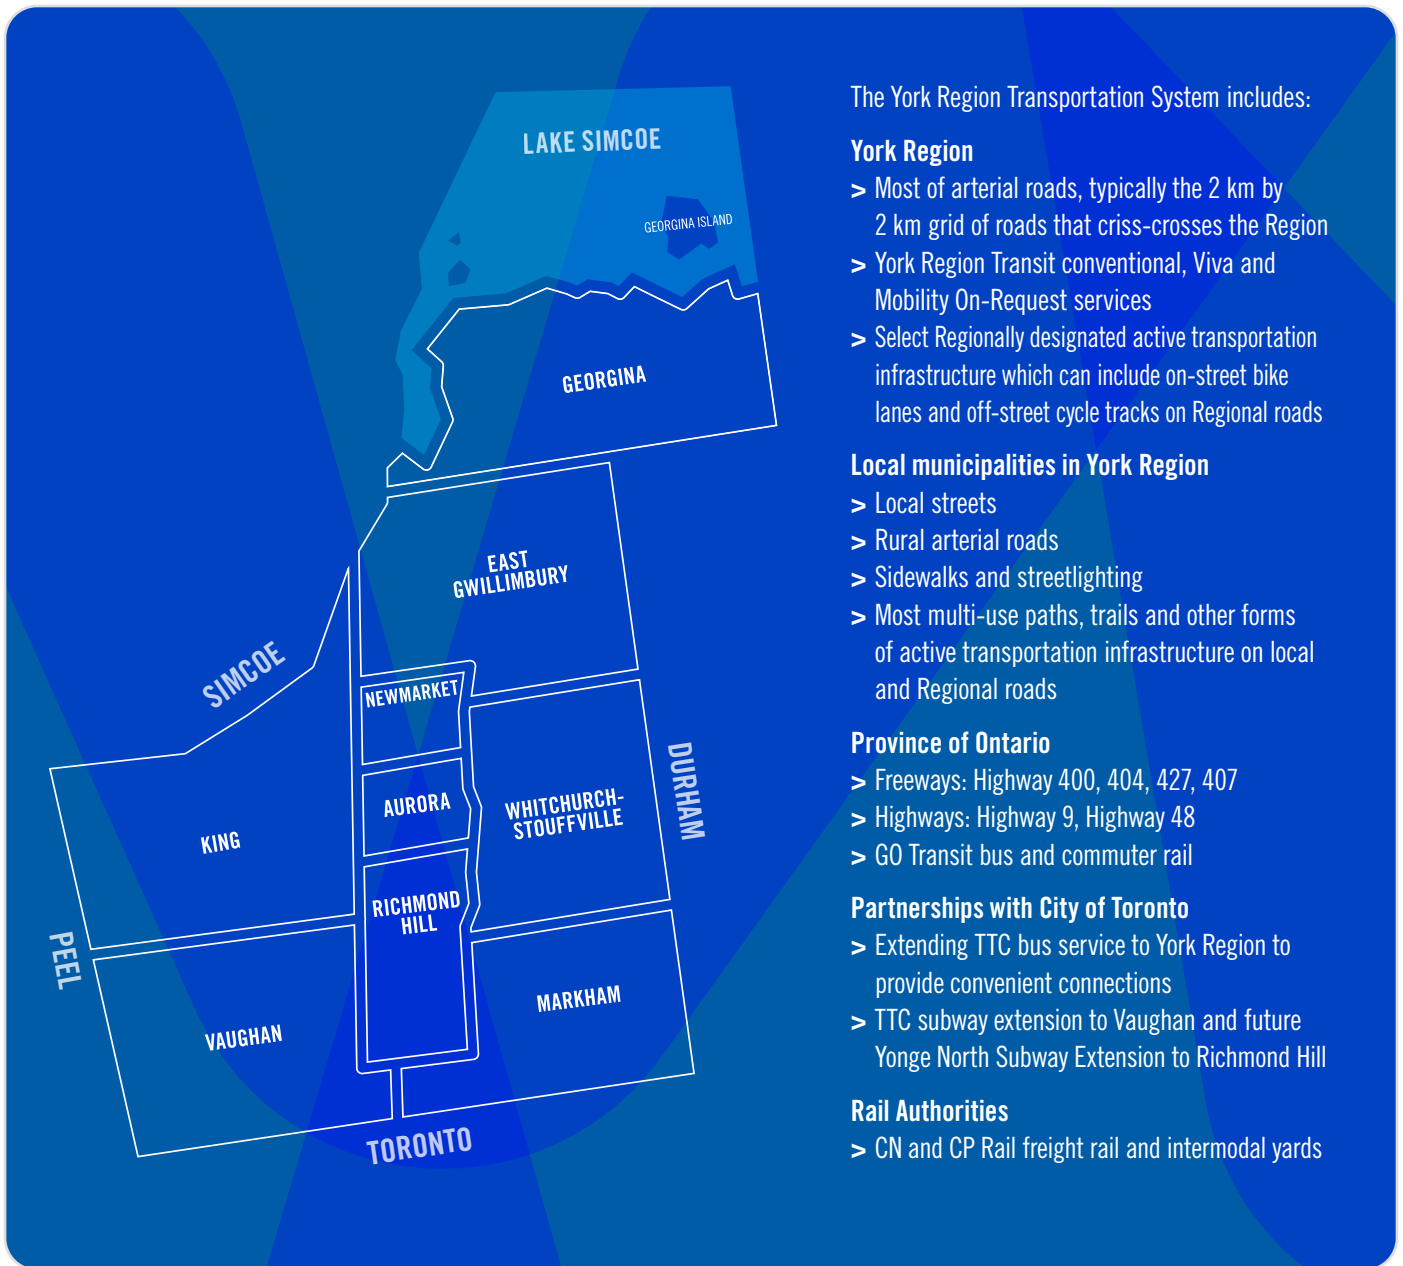 LAKE SIMCOE
GEORGINA ISLAND
GEORGINA
EAST
GWILLIMBURY
SIMCOE
NEWMARKET
DURHAM
AURORA
WHITCHURCH-
STOUFFVILLE
KING
RICHMOND
HILL
PEEL
MARKHAM
VAUGHAN
TORONTO
The York Region Transportation System includes:
York Region
> Most of arterial roads, typically the 2 km by
2 km grid of roads that criss-crosses the Region
> York Region Transit conventional, Viva and
Mobility On-Request services
> Select Regionally designated active transportation
infrastructure which can include on-street bike
lanes and off-street cycle tracks on Regional roads
Local municipalities in York Region
> Local streets
> Rural arterial roads
> Sidewalks and streetlighting
> Most multi-use paths, trails and other forms
of active transportation infrastructure on local
and Regional roads
Province of Ontario
> Freeways: Highway 400, 404, 427, 407
> Highways: Highway 9, Highway 48
> GO Transit bus and commuter rail
Partnerships with City of Toronto
> Extending TTC bus service to York Region to
provide convenient connections
> TTC subway extension to Vaughan and future
Yonge North Subway Extension to Richmond Hill
Rail Authorities
> CN and CP Rail freight rail and intermodal yards